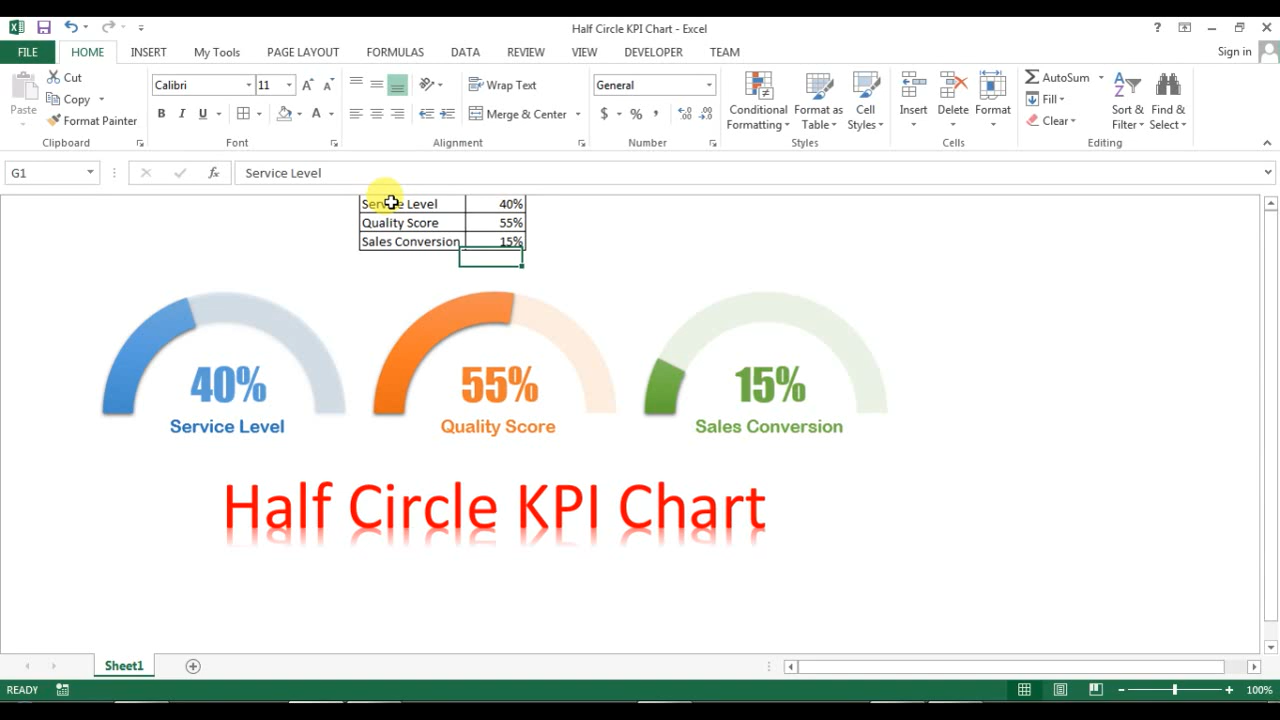 Half Circle KPI Chart - Excel
?
FILE HOME INSERT My Tools PAGE LAYOUT FORMULAS DATA REVIEW VIEW DEVELOPER TEAM Sign in
Paste
Cut
Copy
Format Painter
Clipboard
Calibri 11
B I U
Font
Wrap Text
Merge & Center
Alignment
General
$ % ,
Number
Conditional Formatting
Format as Table
Cell Styles
Styles
Insert
Delete
Format
Cells
AutoSum
Fill
Clear
Sort & Filter
Find & Select
Editing
G1 fx Service Level
Service Level 40%
Quality Score 55%
Sales Conversion 15%
40% 55% 15%
Service Level Quality Score Sales Conversion
Half Circle KPI Chart
Sheet1
READY 100%